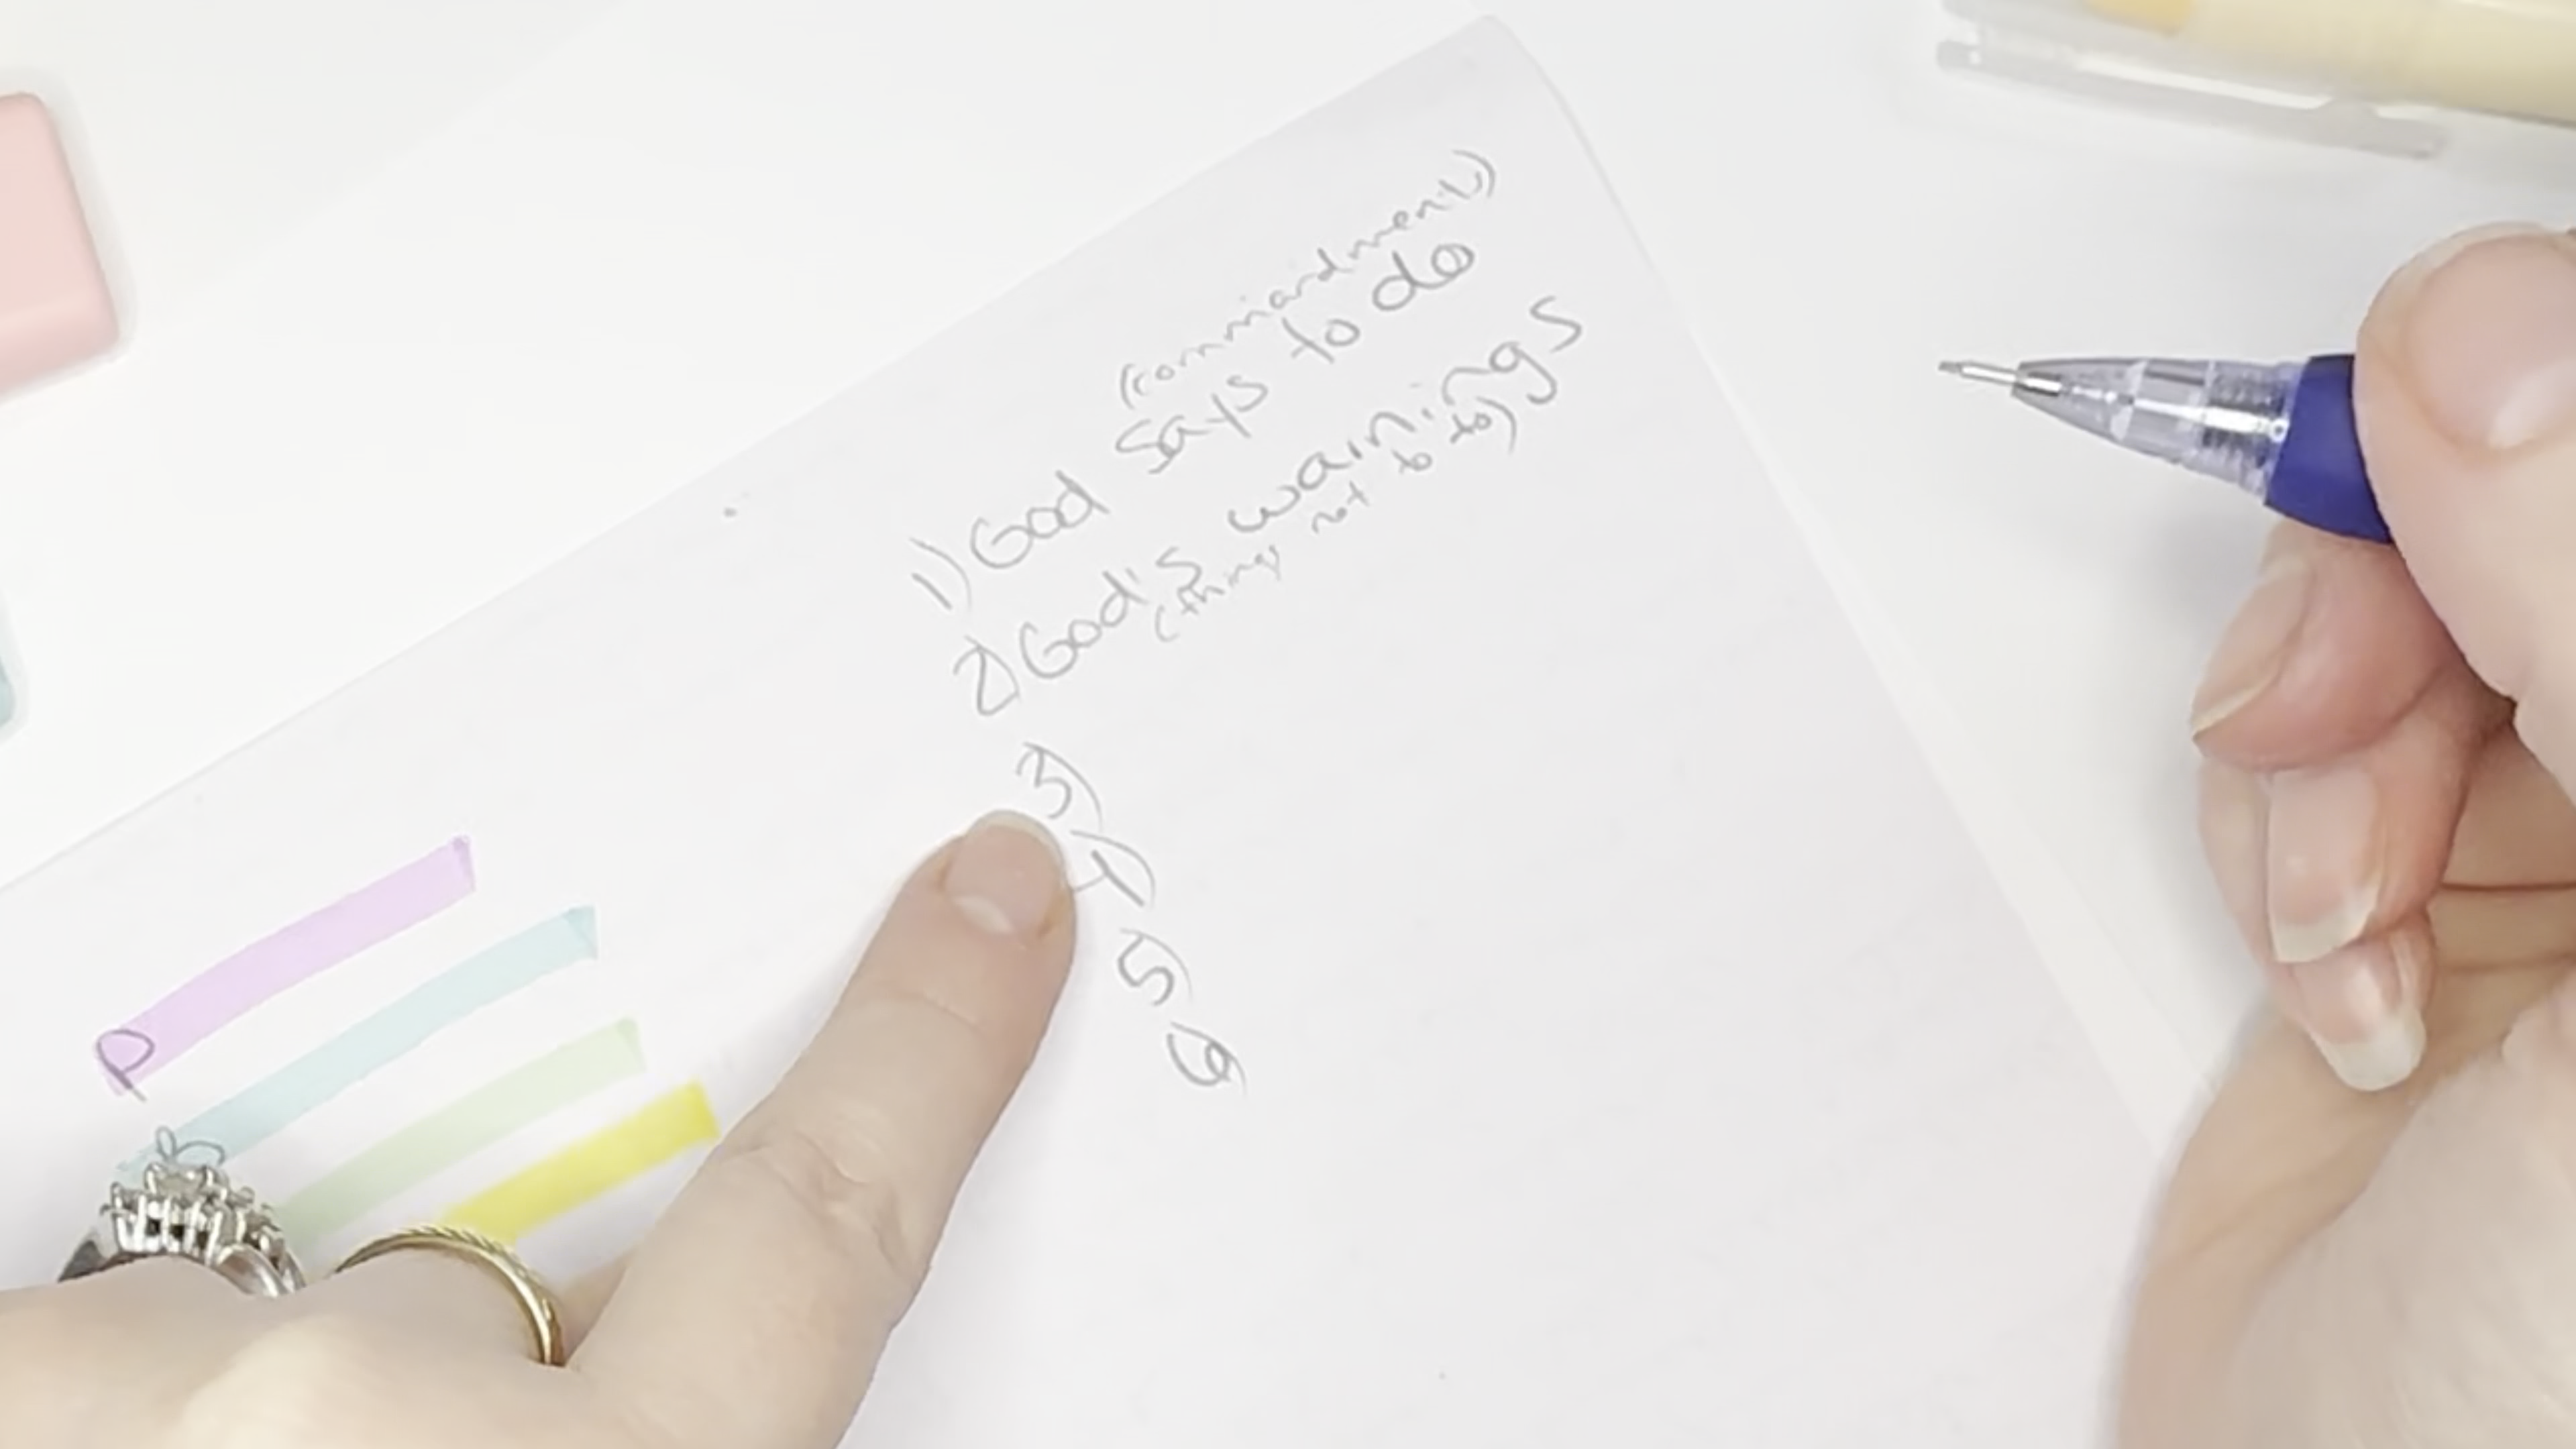 (commandments)
1) God says to do
2) God's warnings
(things not to do)
3)
4)
5)
6)
P